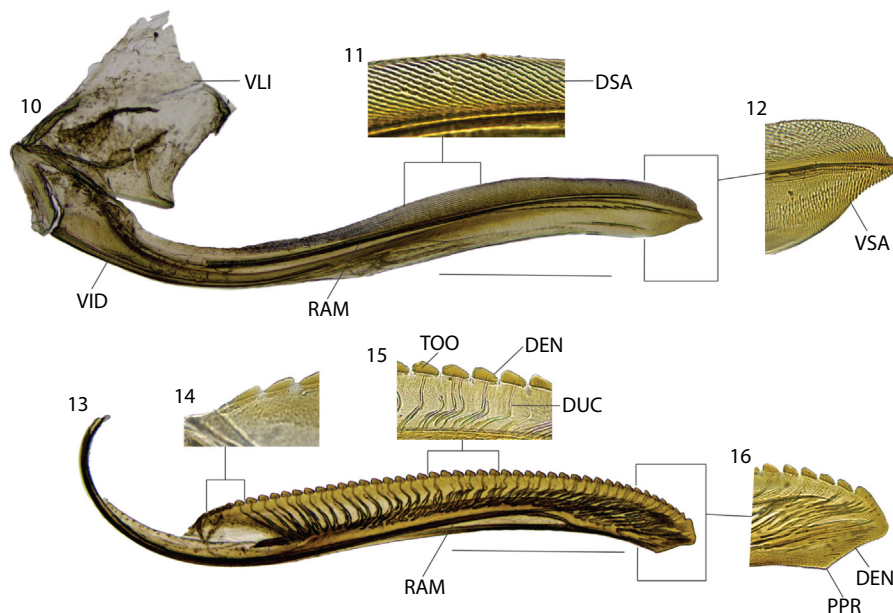 11
DSA
VLI
10
12
VSA
VID
RAM
15
TOO
DEN
14
DUC
13
16
RAM
DEN
PPR